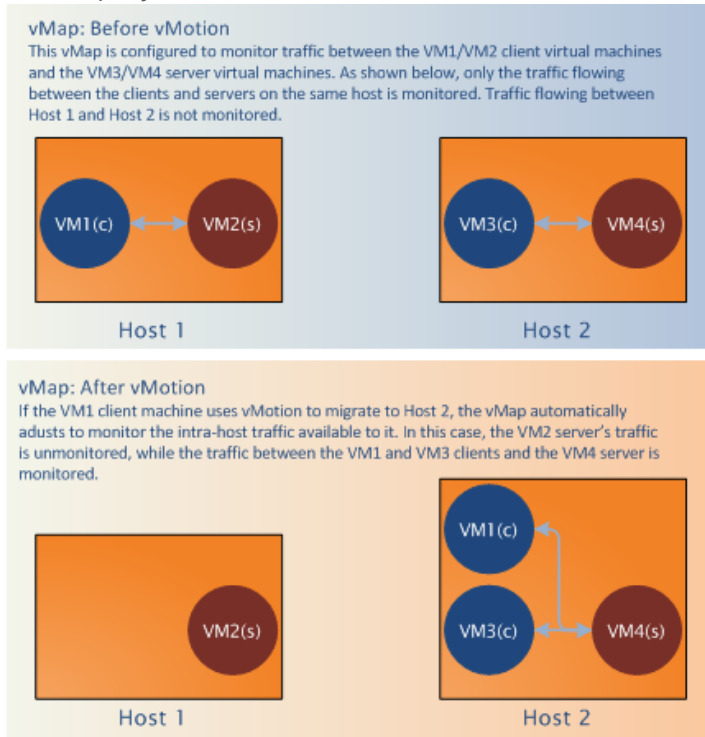 vMap: Before vMotion
This vMap is configured to monitor traffic between the VM1/VM2 client virtual machines
and the VM3/VM4 server virtual machines. As shown below, only the traffic flowing
between the clients and servers on the same host is monitored. Traffic flowing between
Host 1 and Host 2 is not monitored.
VM1(c) VM2(s) VM3(c) VM4(s)
Host 1 Host 2
vMap: After vMotion
If the VM1 client machine uses vMotion to migrate to Host 2, the vMap automatically
adusts to monitor the intra-host traffic available to it. In this case, the VM2 server's traffic
is unmonitored, while the traffic between the VM1 and VM3 clients and the VM4 server is
monitored.
VM1(c)
VM2(s) VM3(c) VM4(s)
Host 1 Host 2